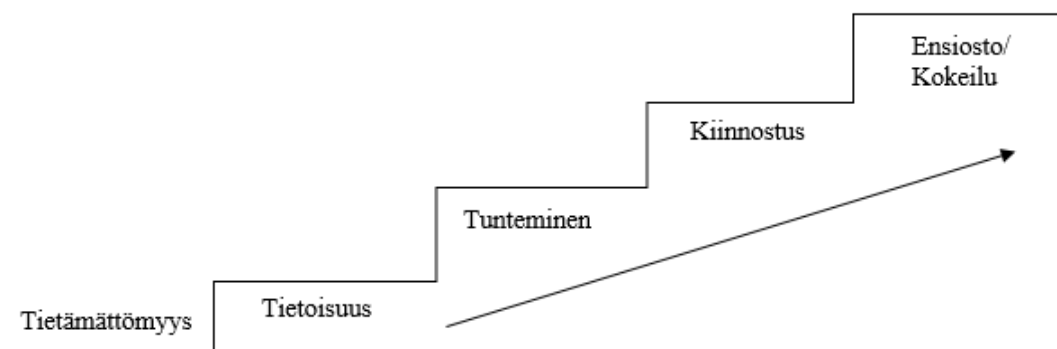 Ensiosto/
Kokeilu
Kiinnostus
Tunteminen
Tietoisuus
Tietämättömyys